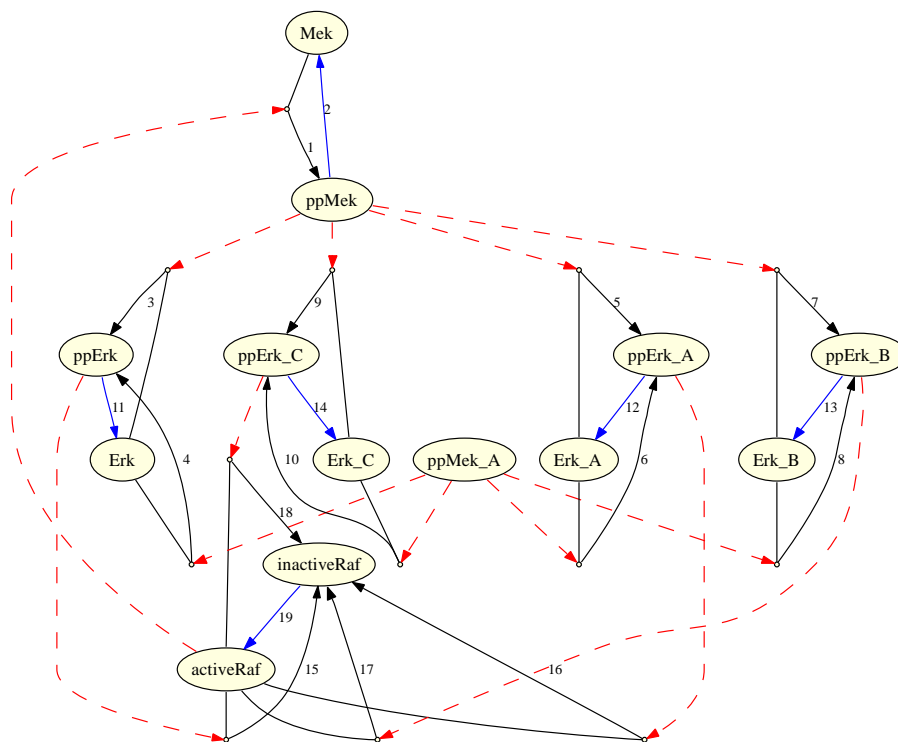 Mek
2
1
ppMek
3
9
5
7
ppErk
ppErk_C
ppErk_A
ppErk_B
11
14
12
13
Erk
4
10
Erk_C
ppMek_A
Erk_A
6
Erk_B
8
18
inactiveRaf
19
activeRaf
15
17
16